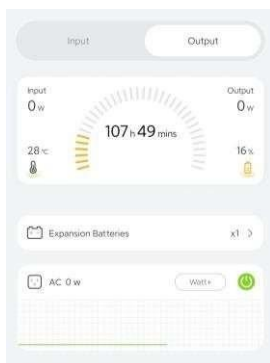 Input Output
Input Output
0 w 0 w
107 h 49 mins
28 ℃ 16 %
Expansion Batteries x1 >
AC 0 w Watt+